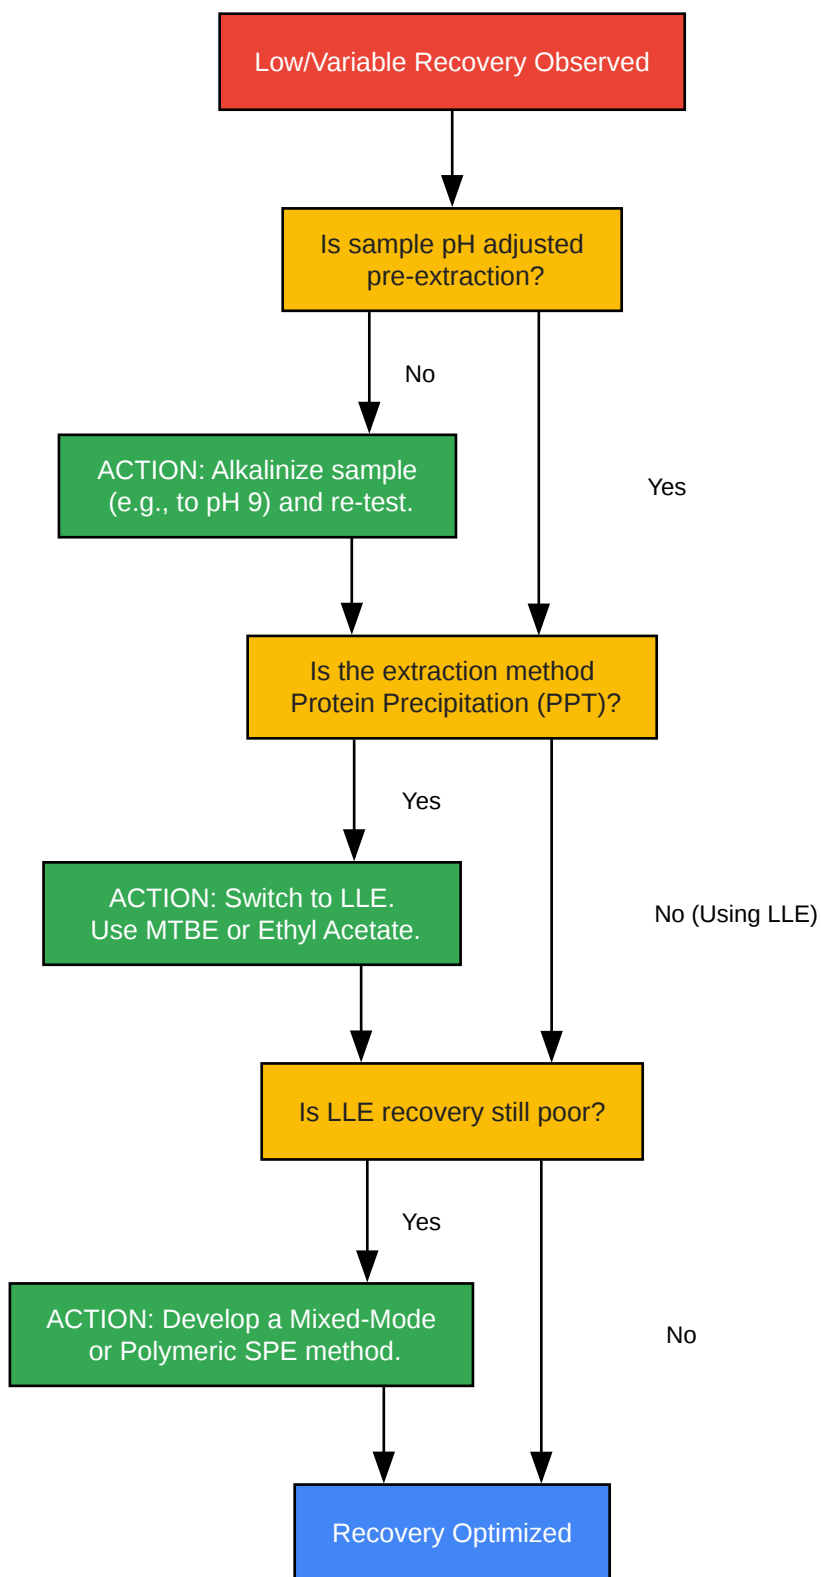 Low/Variable Recovery Observed
Is sample pH adjusted
pre-extraction?
No
ACTION: Alkalinize sample
(e.g., to pH 9) and re-test.
Yes
Is the extraction method
Protein Precipitation (PPT)?
Yes
ACTION: Switch to LLE.
Use MTBE or Ethyl Acetate.
No (Using LLE)
Is LLE recovery still poor?
Yes
ACTION: Develop a Mixed-Mode
or Polymeric SPE method.
No
Recovery Optimized